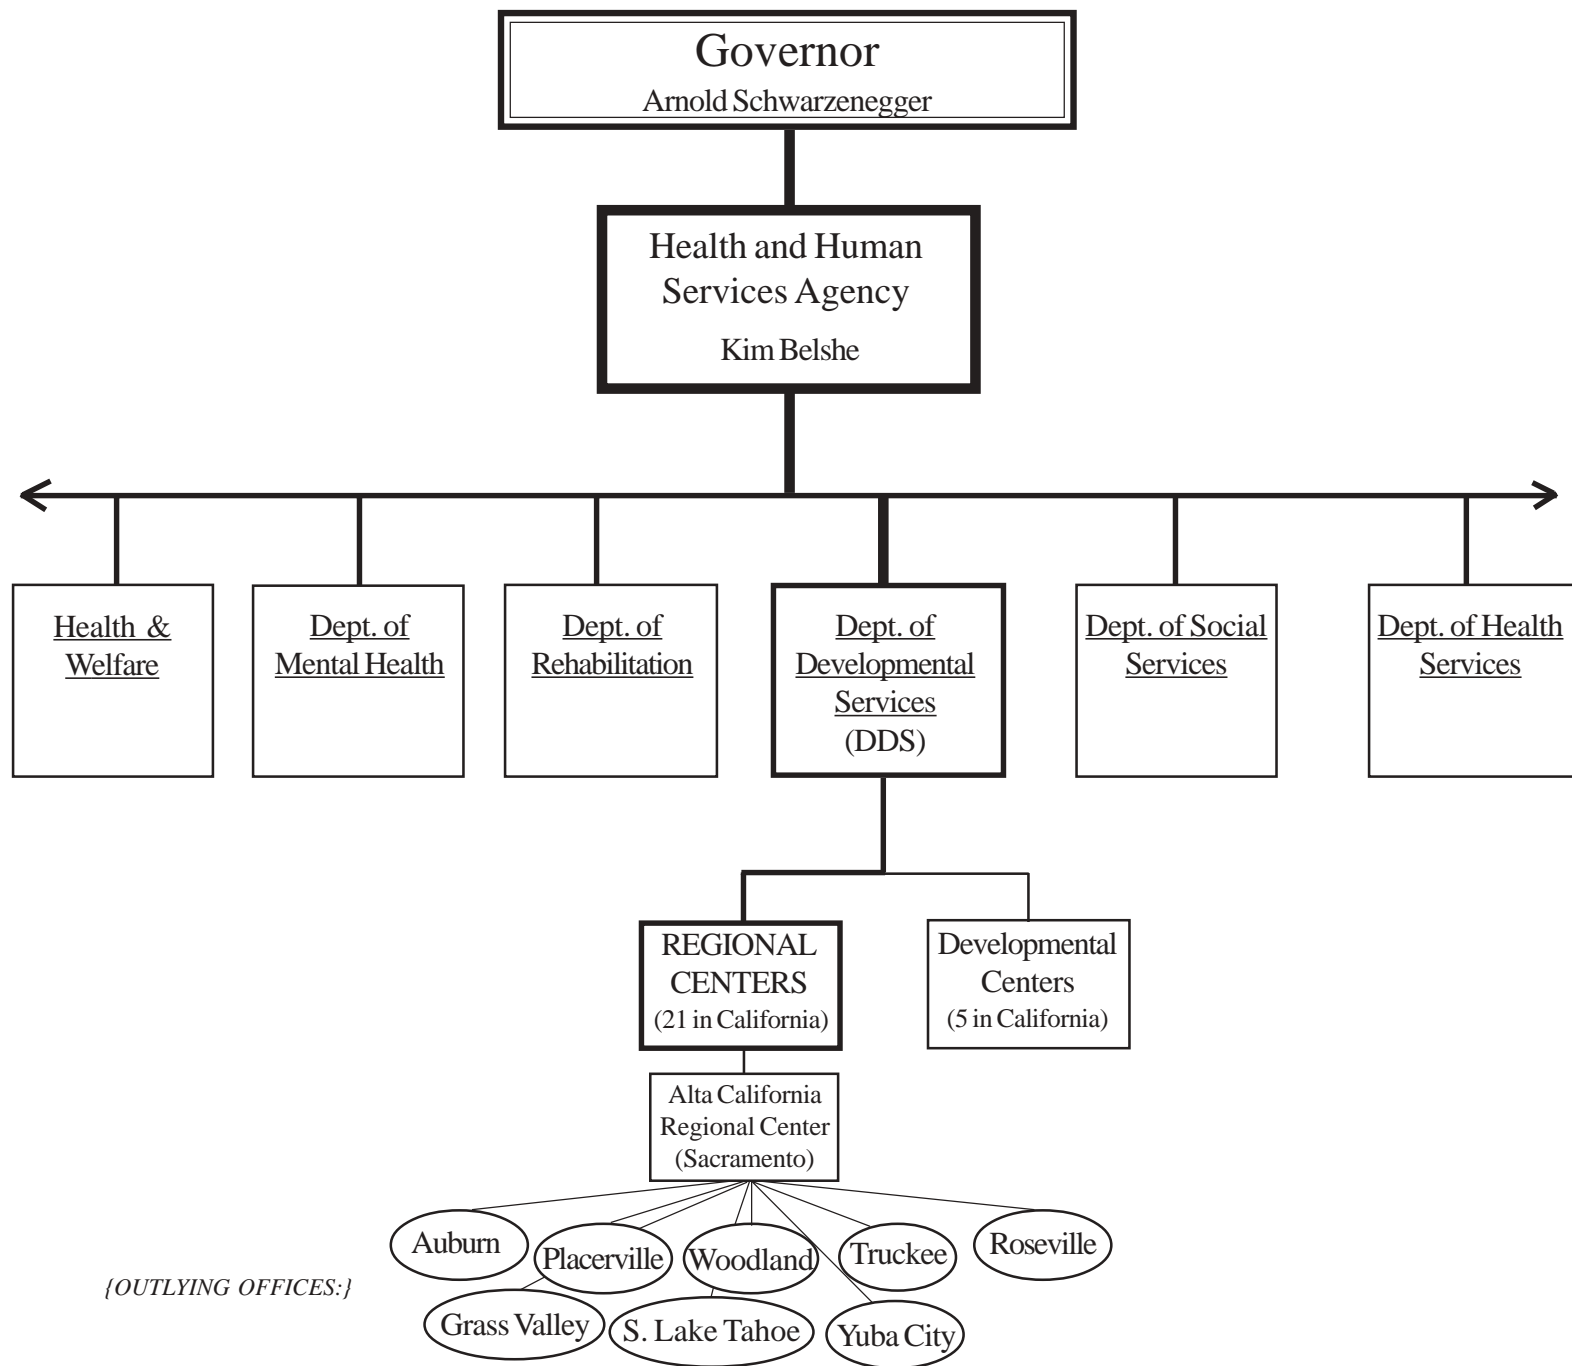 Governor
Arnold Schwarzenegger
Health and Human
Services Agency
Kim Belshe
Health &
Welfare
Dept. of
Mental Health
Dept. of
Rehabilitation
Dept. of
Developmental
Services
(DDS)
Dept. of Social
Services
Dept. of Health
Services
REGIONAL
CENTERS
(21 in California)
Developmental
Centers
(5 in California)
Alta California
Regional Center
(Sacramento)
Auburn
Placerville
Woodland
Truckee
Roseville
{OUTLYING OFFICES:}
Grass Valley
S. Lake Tahoe
Yuba City